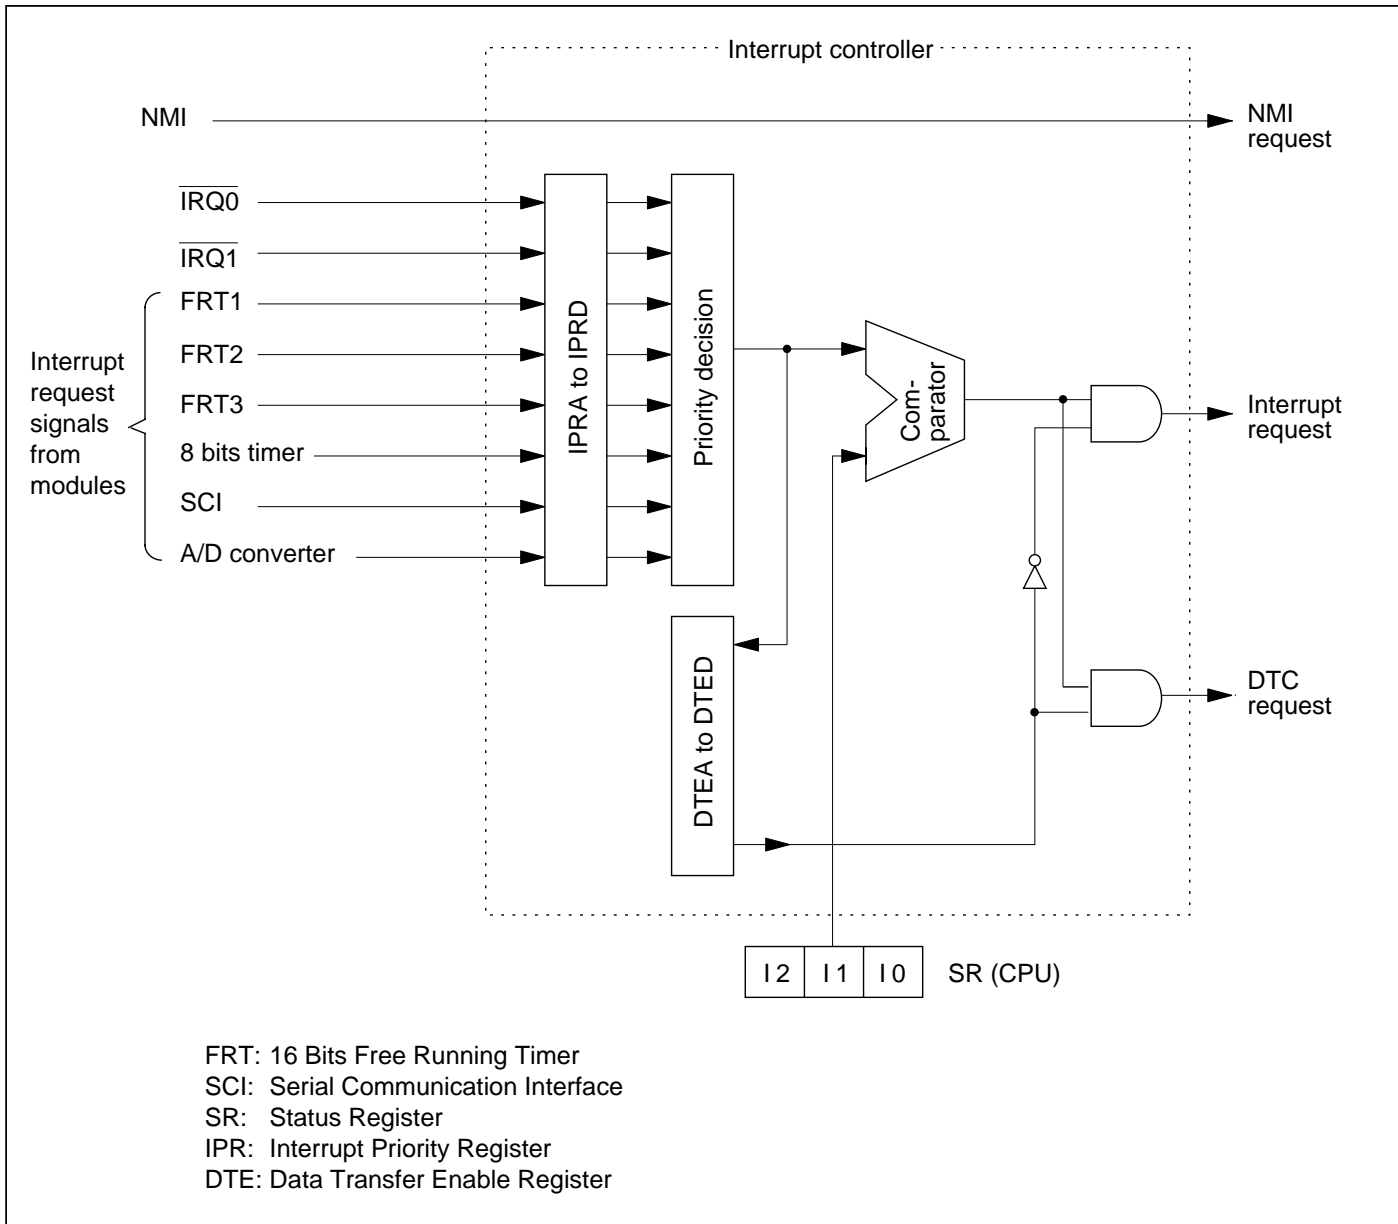 Interrupt controller
NMI
NMI
request
IRQ0
IRQ1
FRT1
FRT2
FRT3
8 bits timer
SCI
A/D converter
Interrupt
request
signals
from
modules
IPRA to IPRD
Priority decision
Com-
parator
Interrupt
request
DTEA to DTED
DTC
request
I2 I1 I0 SR (CPU)
FRT: 16 Bits Free Running Timer
SCI: Serial Communication Interface
SR: Status Register
IPR: Interrupt Priority Register
DTE: Data Transfer Enable Register